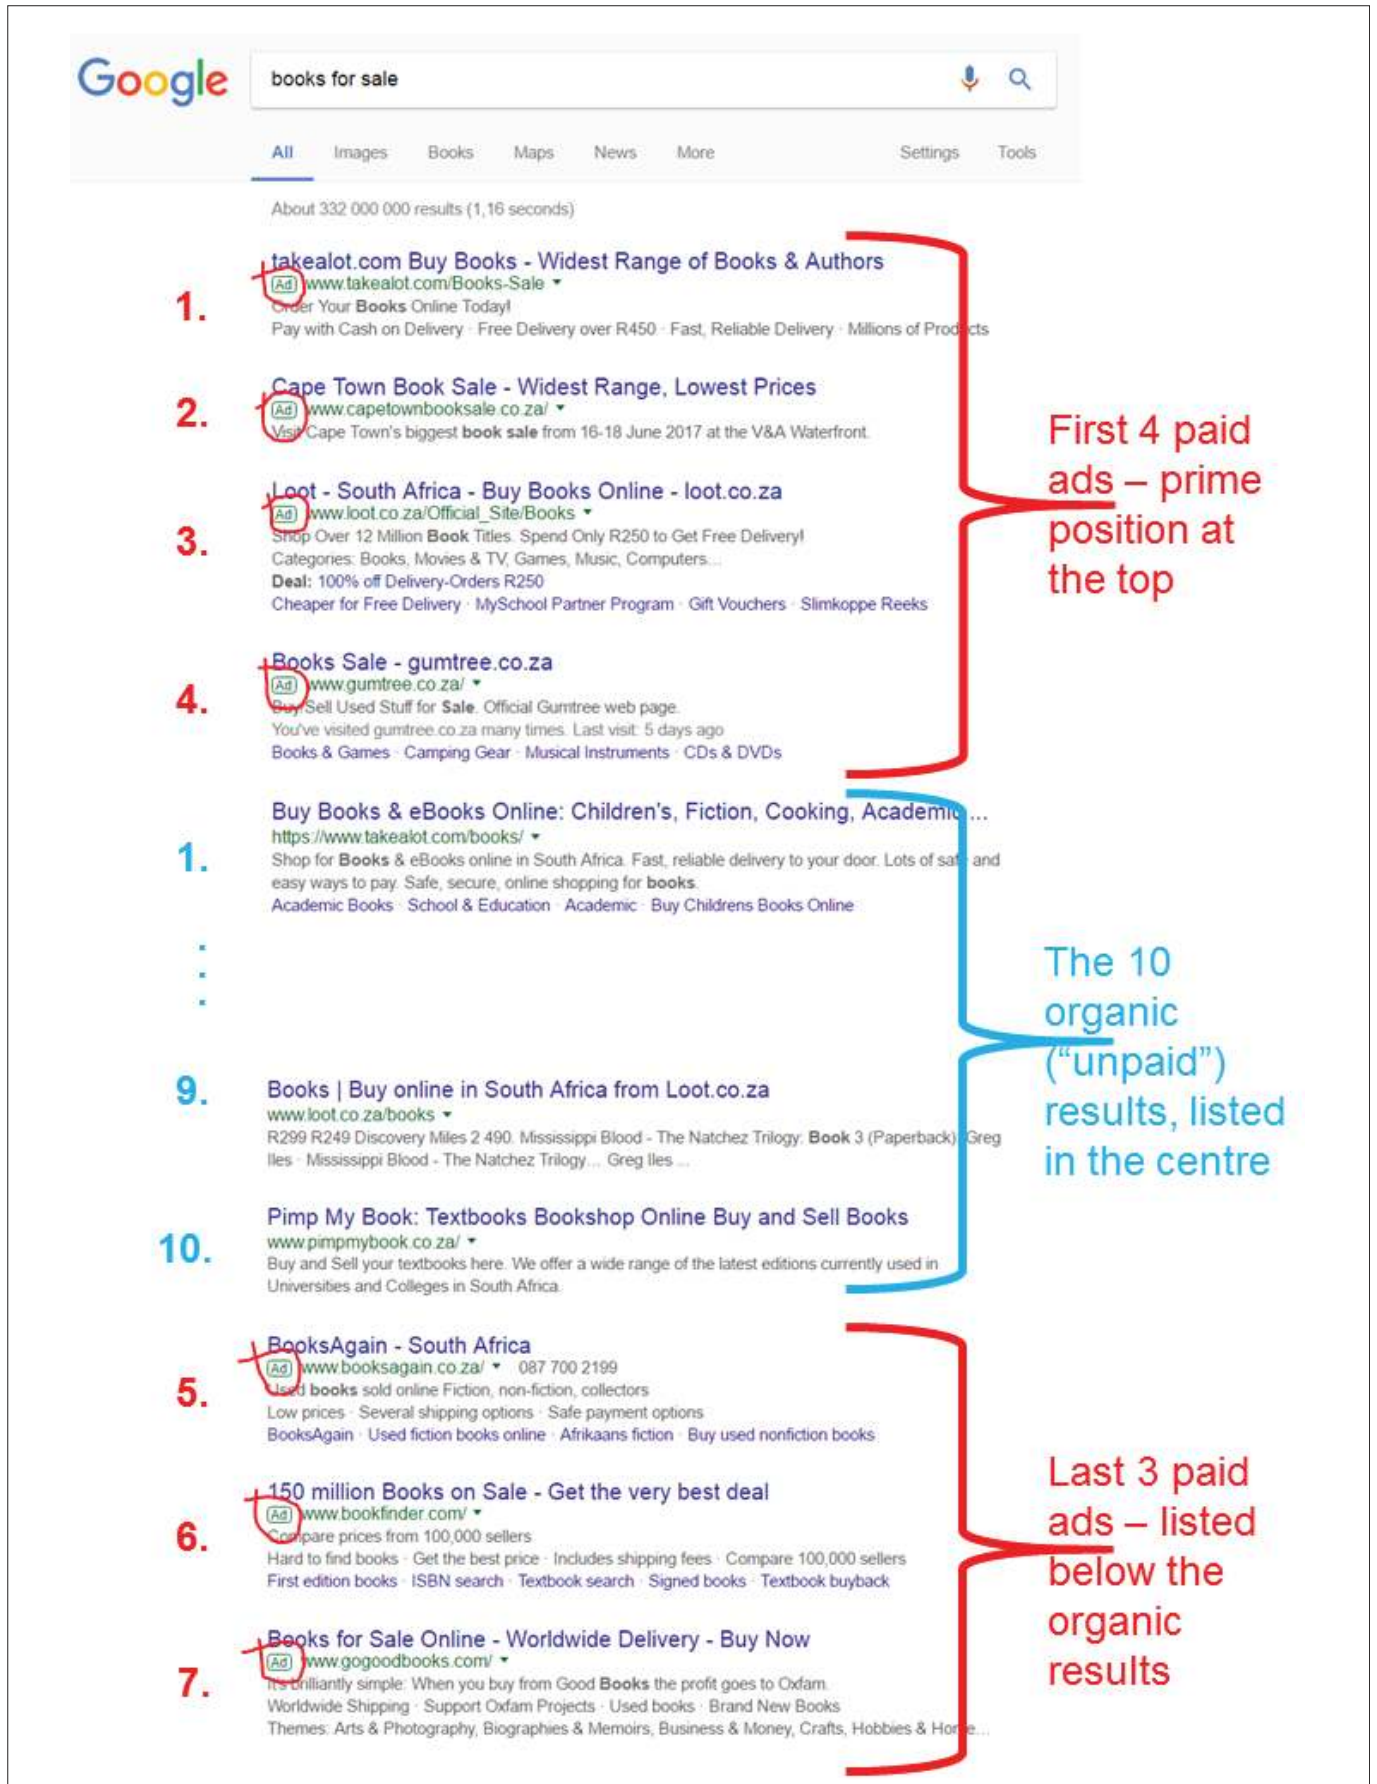 Google books for sale
All Images Books Maps News More Settings Tools
About 332 000 000 results (1,16 seconds)
1.
takealot.com Buy Books - Widest Range of Books & Authors
Ad www.takealot.com/Books-Sale
Order Your Books Online Today!
Pay with Cash on Delivery · Free Delivery over R450 · Fast, Reliable Delivery · Millions of Products
2.
Cape Town Book Sale - Widest Range, Lowest Prices
Ad www.capetownbooksale.co.za/
Visit Cape Town's biggest book sale from 16-18 June 2017 at the V&A Waterfront.
3.
Loot - South Africa - Buy Books Online - loot.co.za
Ad www.loot.co.za/Official_Site/Books
Shop Over 12 Million Book Titles. Spend Only R250 to Get Free Delivery!
Categories: Books, Movies & TV, Games, Music, Computers...
Deal: 100% off Delivery-Orders R250
Cheaper for Free Delivery · MySchool Partner Program · Gift Vouchers · Slimkoppe Reeks
4.
Books Sale - gumtree.co.za
Ad www.gumtree.co.za/
Buy/Sell Used Stuff for Sale. Official Gumtree web page.
You've visited gumtree.co.za many times. Last visit: 5 days ago
Books & Games · Camping Gear · Musical Instruments · CDs & DVDs
First 4 paid
ads – prime
position at
the top
1.
Buy Books & eBooks Online: Children's, Fiction, Cooking, Academic ...
https://www.takealot.com/books/
Shop for Books & eBooks online in South Africa. Fast, reliable delivery to your door. Lots of safe and
easy ways to pay. Safe, secure, online shopping for books.
Academic Books · School & Education · Academic · Buy Childrens Books Online
9.
Books | Buy online in South Africa from Loot.co.za
www.loot.co.za/books
R299 R249 Discovery Miles 2 490. Mississippi Blood - The Natchez Trilogy: Book 3 (Paperback). Greg
Iles · Mississippi Blood - The Natchez Trilogy... Greg Iles ...
10.
Pimp My Book: Textbooks Bookshop Online Buy and Sell Books
www.pimpmybook.co.za/
Buy and Sell your textbooks here. We offer a wide range of the latest editions currently used in
Universities and Colleges in South Africa.
The 10
organic
(“unpaid”)
results, listed
in the centre
5.
BooksAgain - South Africa
Ad www.booksagain.co.za/ 087 700 2199
Used books sold online Fiction, non-fiction, collectors
Low prices · Several shipping options · Safe payment options
BooksAgain · Used fiction books online · Afrikaans fiction · Buy used nonfiction books
6.
150 million Books on Sale - Get the very best deal
Ad www.bookfinder.com/
Compare prices from 100,000 sellers
Hard to find books · Get the best price · Includes shipping fees · Compare 100,000 sellers
First edition books · ISBN search · Textbook search · Signed books · Textbook buyback
7.
Books for Sale Online - Worldwide Delivery - Buy Now
Ad www.gogoodbooks.com/
It's brilliantly simple: When you buy from Good Books the profit goes to Oxfam.
Worldwide Shipping · Support Oxfam Projects · Used books · Brand New Books
Themes: Arts & Photography, Biographies & Memoirs, Business & Money, Crafts, Hobbies & Home...
Last 3 paid
ads – listed
below the
organic
results